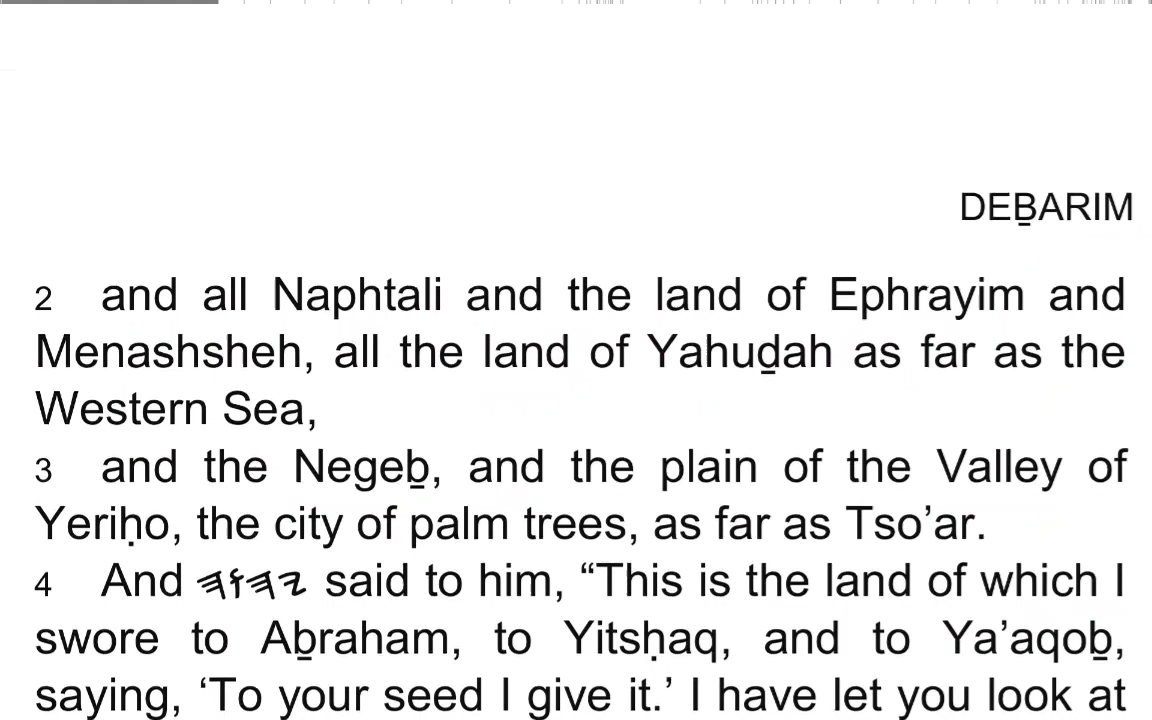 DEḆARIM
2 and all Naphtali and the land of Ephrayim and
Menashsheh, all the land of Yahuḏah as far as the
Western Sea,
3 and the Negeḇ, and the plain of the Valley of
Yeriḥo, the city of palm trees, as far as Tso’ar.
4 And 𐤉𐤄𐤅𐤄 said to him, “This is the land of which I
swore to Aḇraham, to Yitsḥaq, and to Ya’aqoḇ,
saying, ‘To your seed I give it.’ I have let you look at